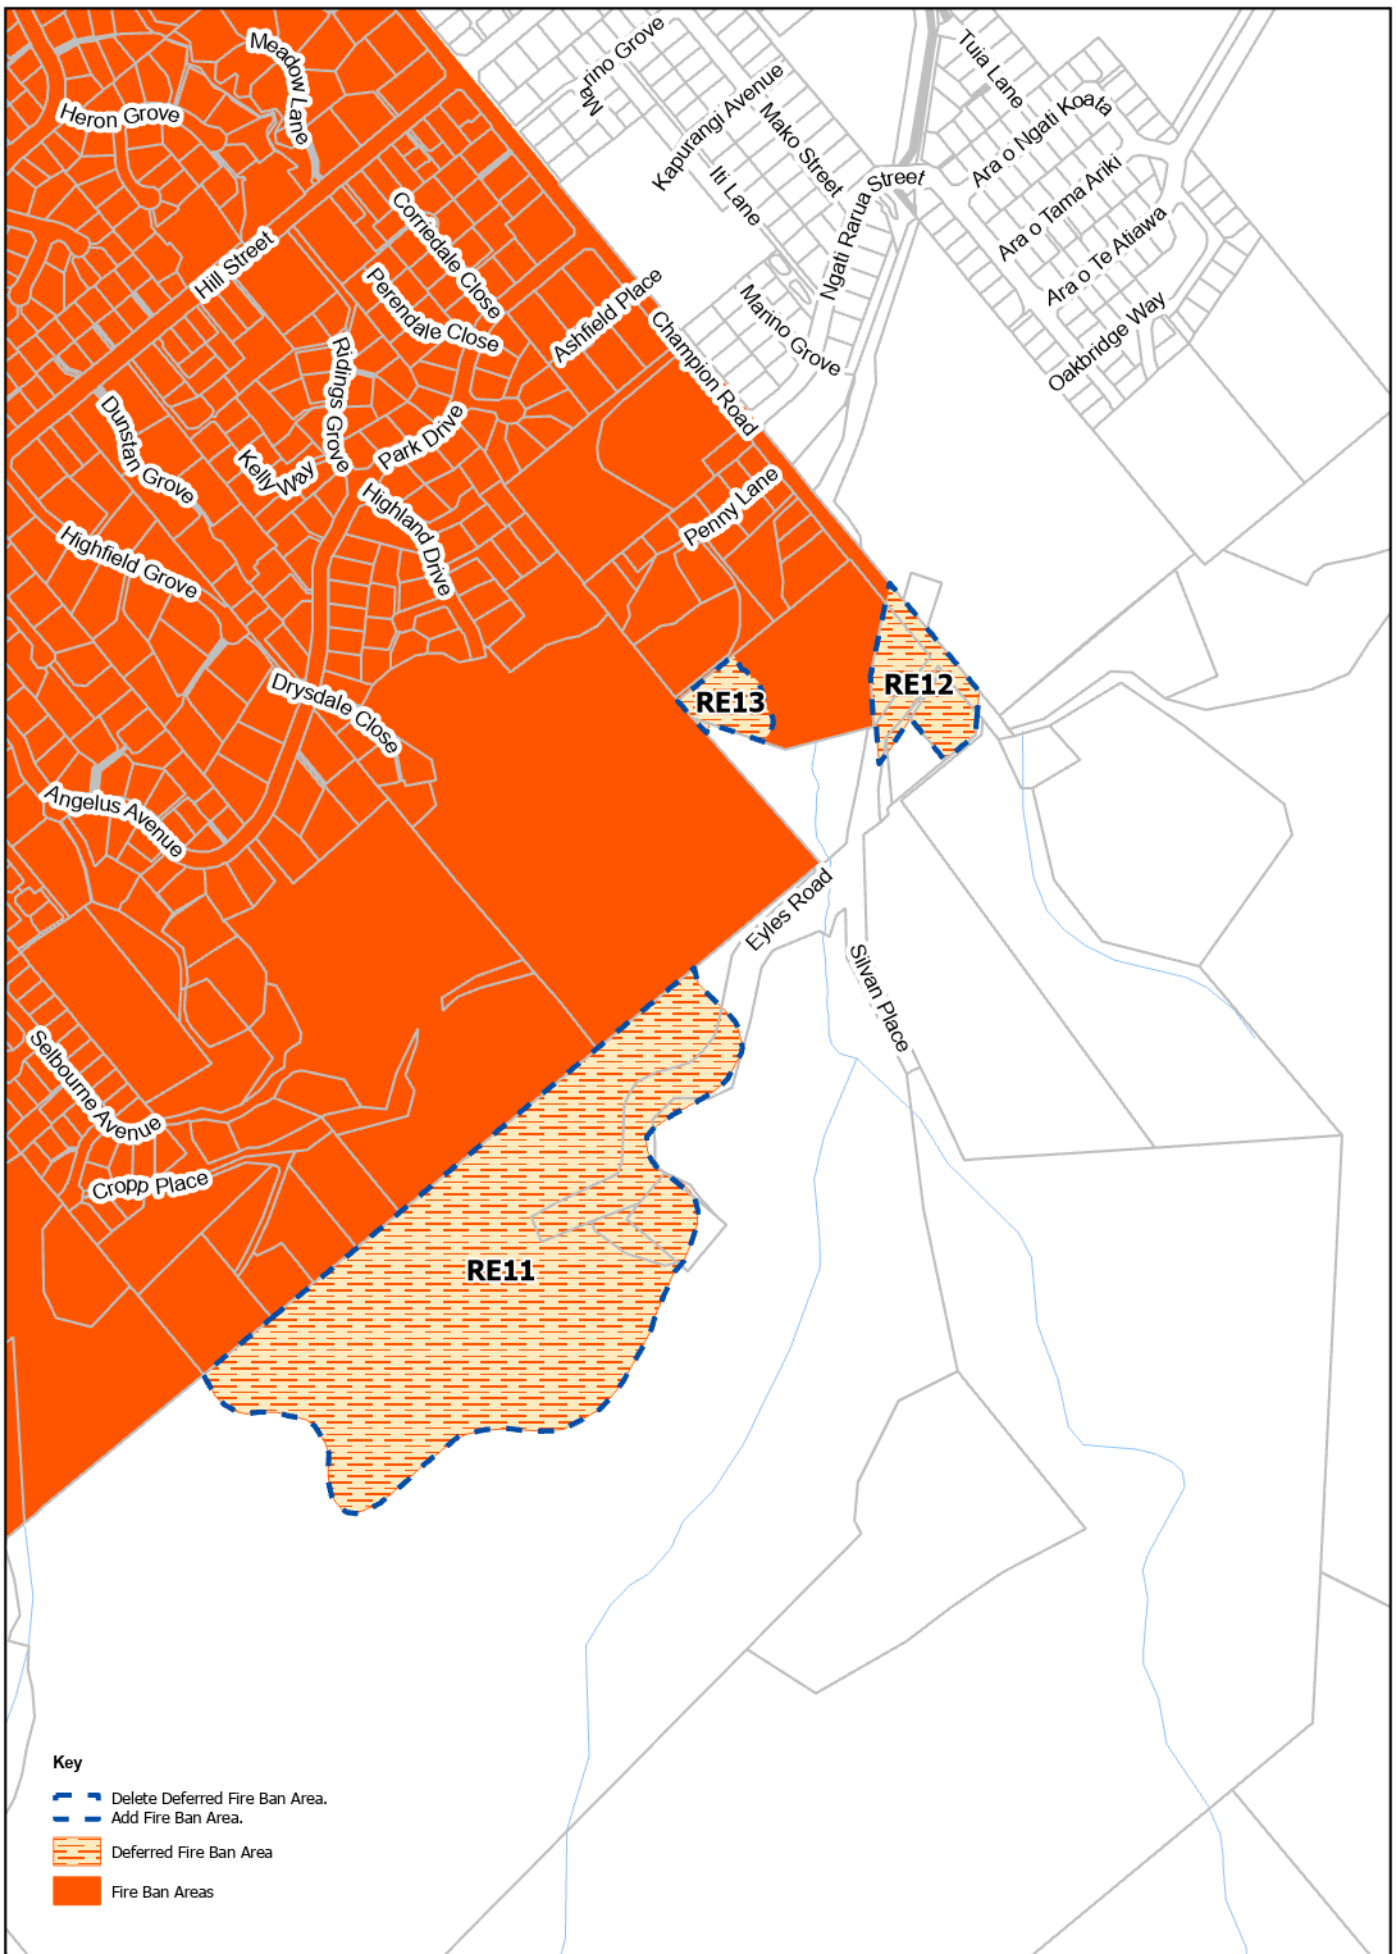 Meadow Lane
Heron Grove
Marino Grove
Kapurangi Avenue
Mako Street
Iti Lane
Tuia Lane
Ara o Ngati Koata
Ara o Tama Ariki
Ara o Te Atiawa
Oakbridge Way
Ngati Rarua Street
Marino Grove
Hill Street
Corriedale Close
Perendale Close
Ashfield Place
Champion Road
Ridings Grove
Park Drive
Kelly Way
Dunstan Grove
Highland Drive
Highfield Grove
Penny Lane
Drysdale Close
RE13
RE12
Angelus Avenue
Eyles Road
Silvan Place
Selbourne Avenue
Cropp Place
RE11
Key
Delete Deferred Fire Ban Area.
Add Fire Ban Area.
Deferred Fire Ban Area
Fire Ban Areas